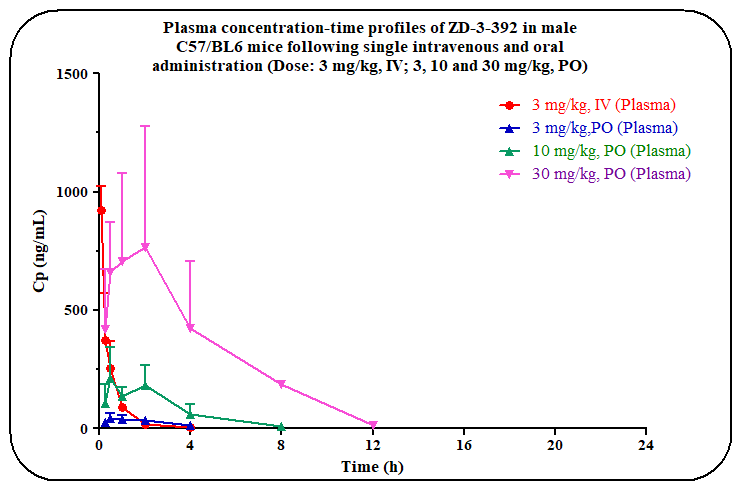 Plasma concentration-time profiles of ZD-3-392 in male
C57/BL6 mice following single intravenous and oral
administration (Dose: 3 mg/kg, IV; 3, 10 and 30 mg/kg, PO)
1500
3 mg/kg, IV (Plasma)
3 mg/kg,PO (Plasma)
10 mg/kg, PO (Plasma)
30 mg/kg, PO (Plasma)
1000
Cp (ng/mL)
500
0
0 4 8 12 16 20 24
Time (h)